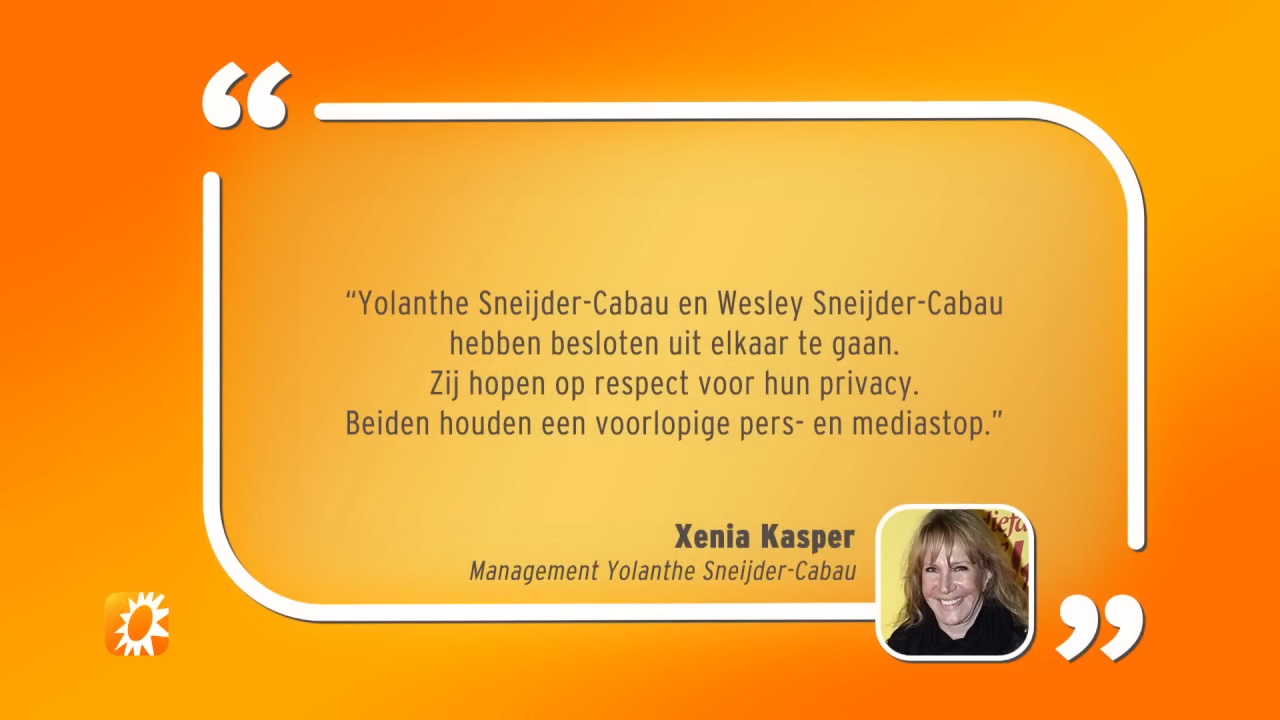 “Yolanthe Sneijder-Cabau en Wesley Sneijder-Cabau
hebben besloten uit elkaar te gaan.
Zij hopen op respect voor hun privacy.
Beiden houden een voorlopige pers- en mediastop.”
Xenia Kasper
Management Yolanthe Sneijder-Cabau